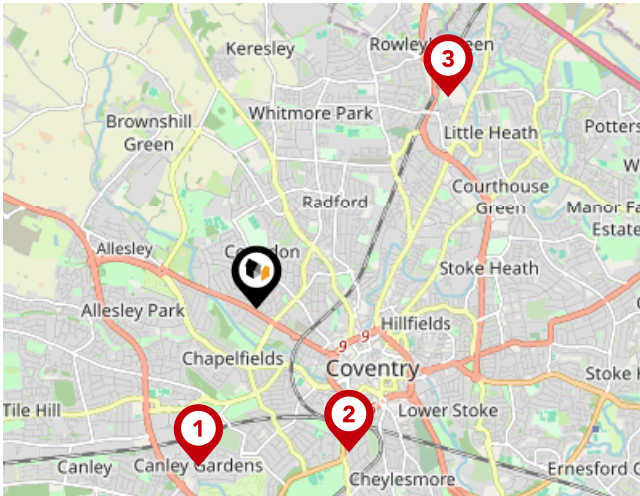 Keresley
Rowley Green
3
Whitmore Park
Brownshill
Green
Little Heath
Potters
W
Courthouse
Green
Radford
Manor Fa
Estate
Allesley
Stoke Heath
Allesley Park
Hillfields
9
9
Chapelfields
Coventry
Stoke H
Tile Hill
1
2
Lower Stoke
Canley
Canley Gardens
Cheylesmore
Ernesford G